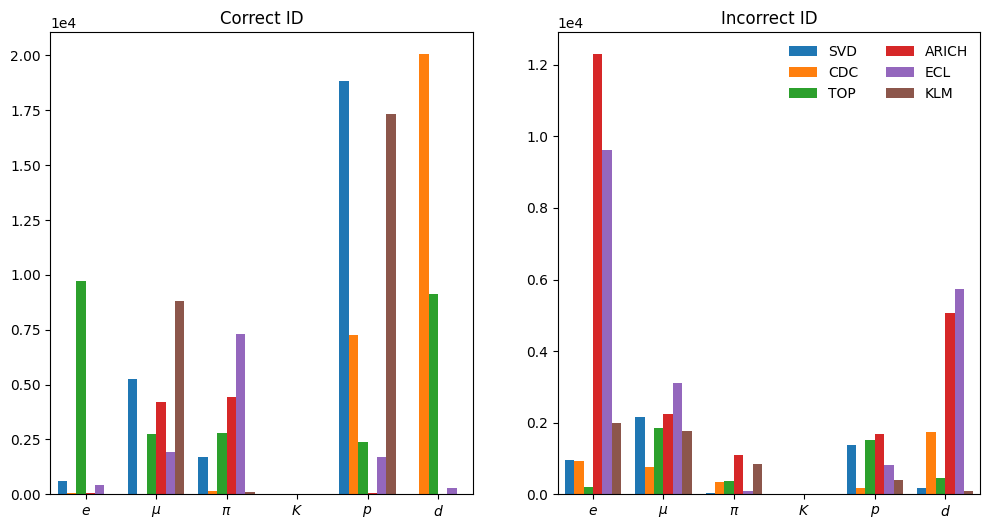 Correct ID
1e4
2.00
1.75
1.50
1.25
1.00
0.75
0.50
0.25
0.00
e μ π K p d
Incorrect ID
1e4
SVD ARICH
CDC ECL
TOP KLM
1.2
1.0
0.8
0.6
0.4
0.2
0.0
e μ π K p d